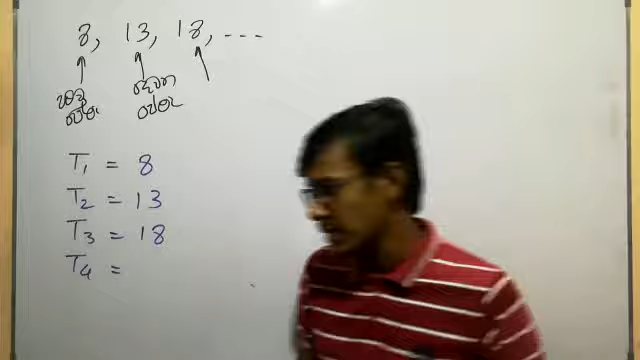 8, 13, 18, ---
T₁ = 8
T₂ = 13
T₃ = 18
T₄ =